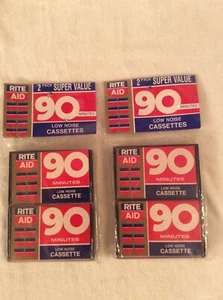 2 PACK SUPER VALUE
RITE
AID
90
MINUTES
LOW NOISE
CASSETTES
2 PACK SUPER VALUE
RITE
AID
90
MINUTES
LOW NOISE
CASSETTES
RITE
AID
90
MINUTES
LOW NOISE
CASSETTE
RITE
AID
90
MINUTES
LOW NOISE
CASSETTE
RITE
AID
90
MINUTES
LOW NOISE
CASSETTE
RITE
AID
90
MINUTES
LOW NOISE
CASSETTE